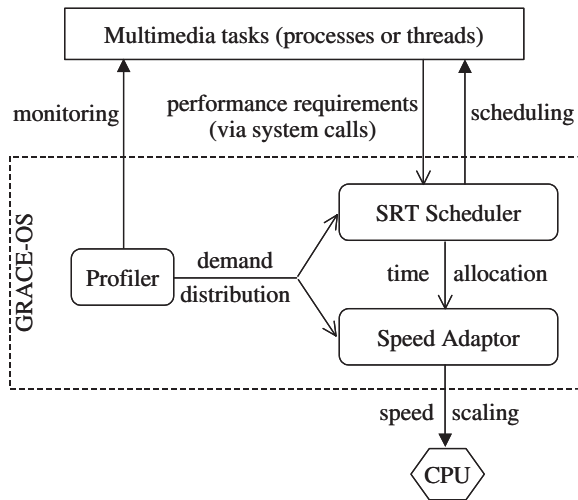 Multimedia tasks (processes or threads)
monitoring
performance requirements
(via system calls)
scheduling
GRACE-OS
SRT Scheduler
Profiler
demand
distribution
time allocation
Speed Adaptor
speed scaling
CPU